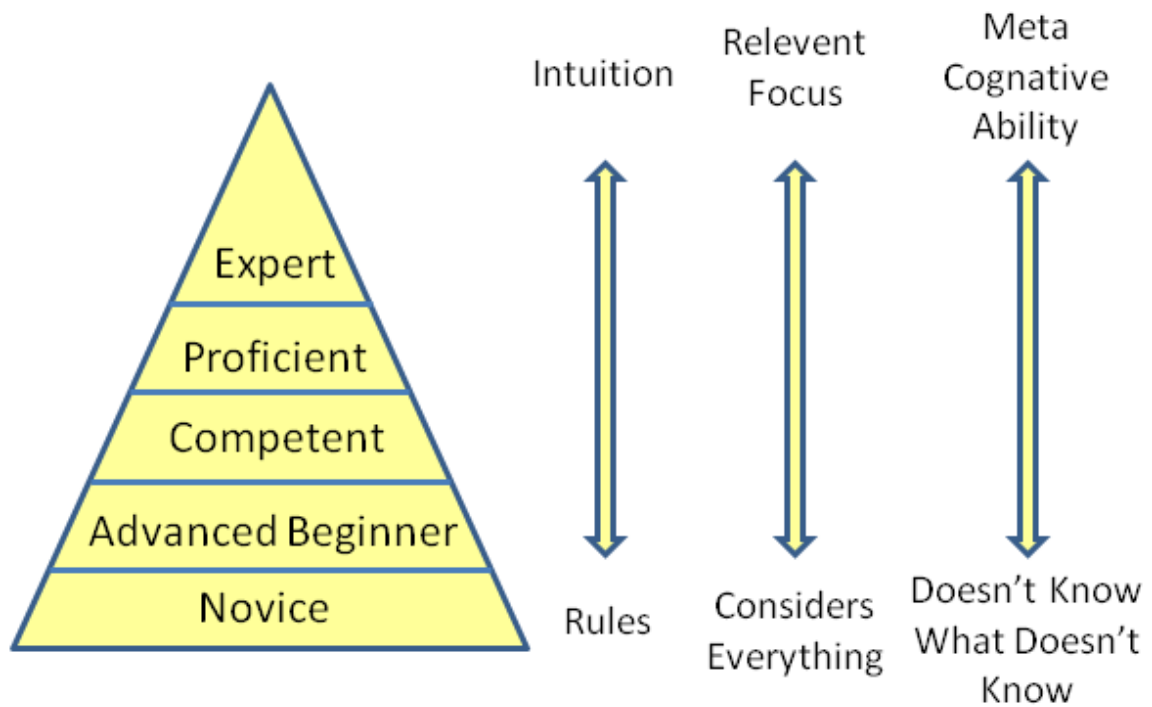 Expert
Proficient
Competent
Advanced Beginner
Novice
Intuition
Rules
Relevent
Focus
Considers
Everything
Meta
Cognative
Ability
Doesn’t Know
What Doesn’t
Know